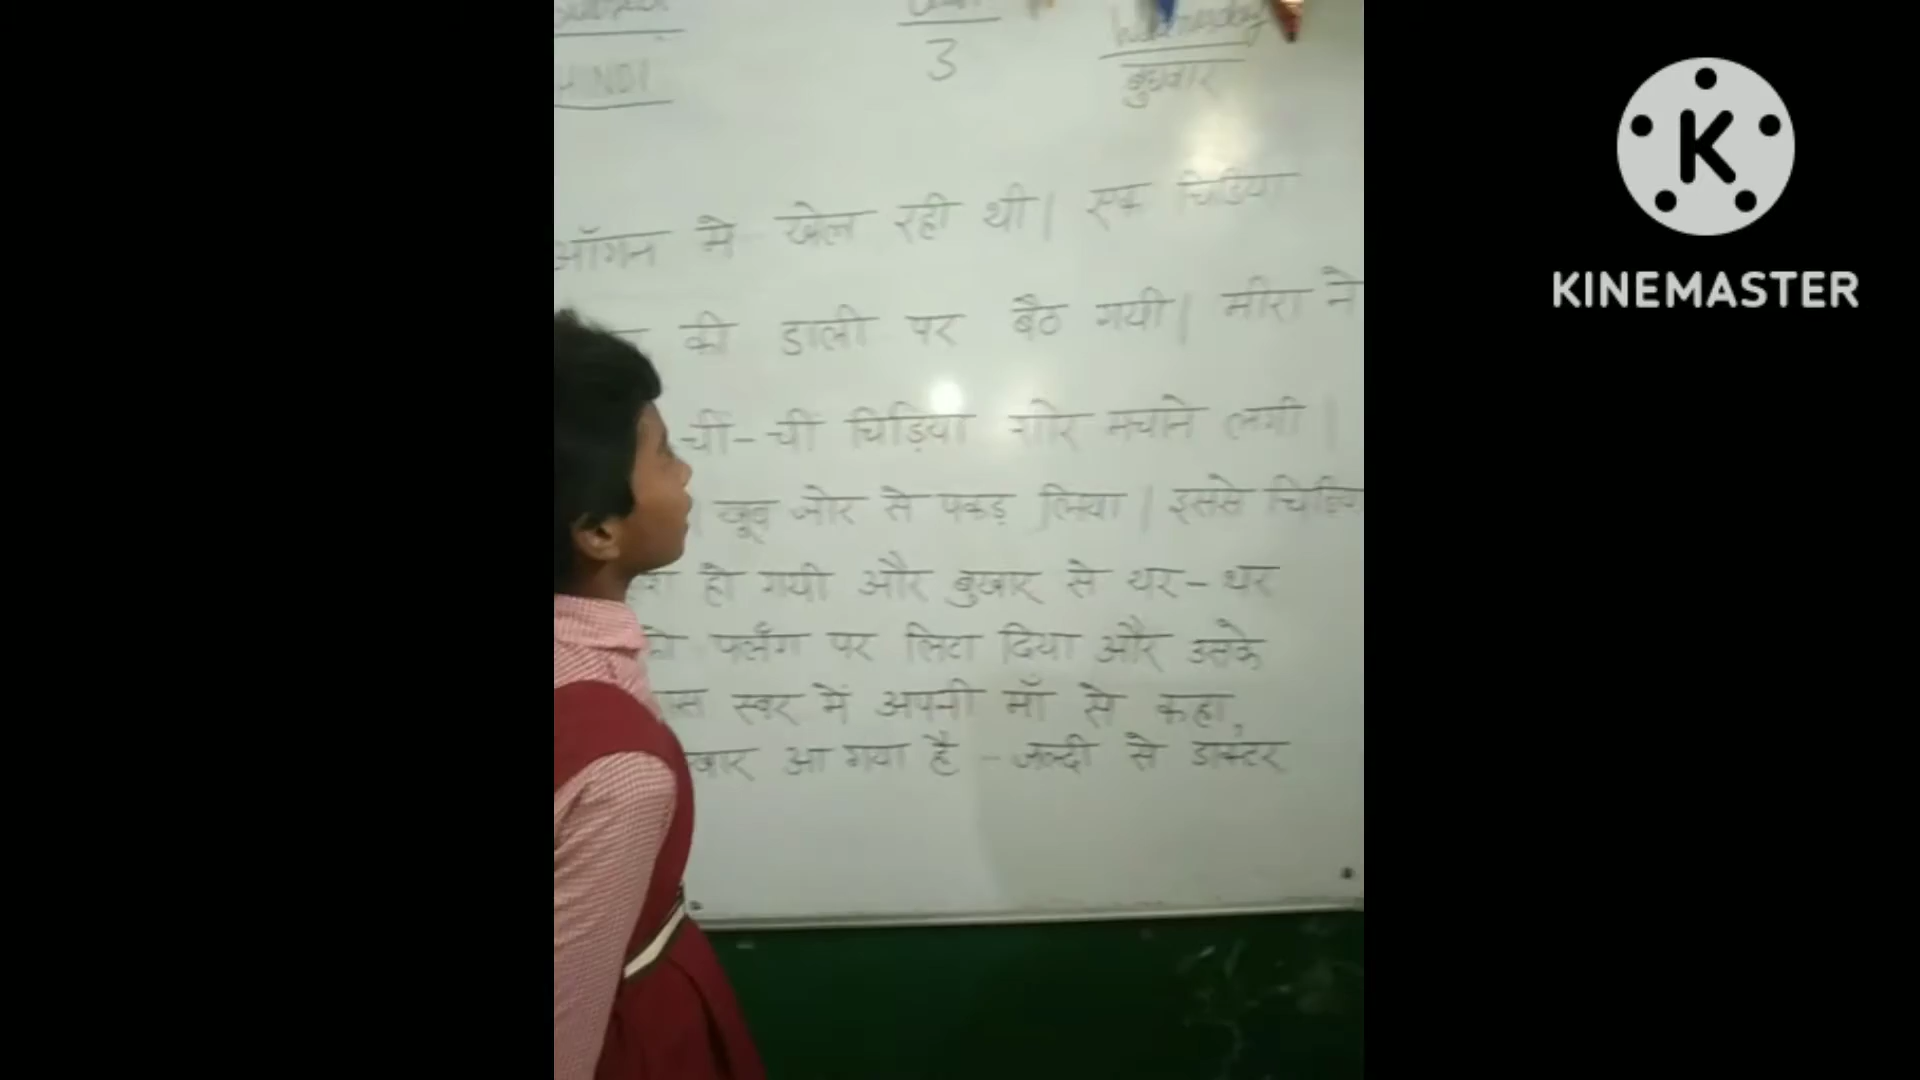 HINDI
3
बुधवार
आँगन मे खेल रही थी। एक चिडिया
की डाली पर बैठ गयी। मीरा ने
चीं-चीं चिड़िया शोर मचाने लगी।
खूब जोर से पकड़ लिया। इससे
हो गयी और बुखार से थर-थर
पलँग पर लिटा दिया और उसके
स्वर में अपनी माँ से कहा,
आ गया है - जल्दी से डाक्टर
KINEMASTER